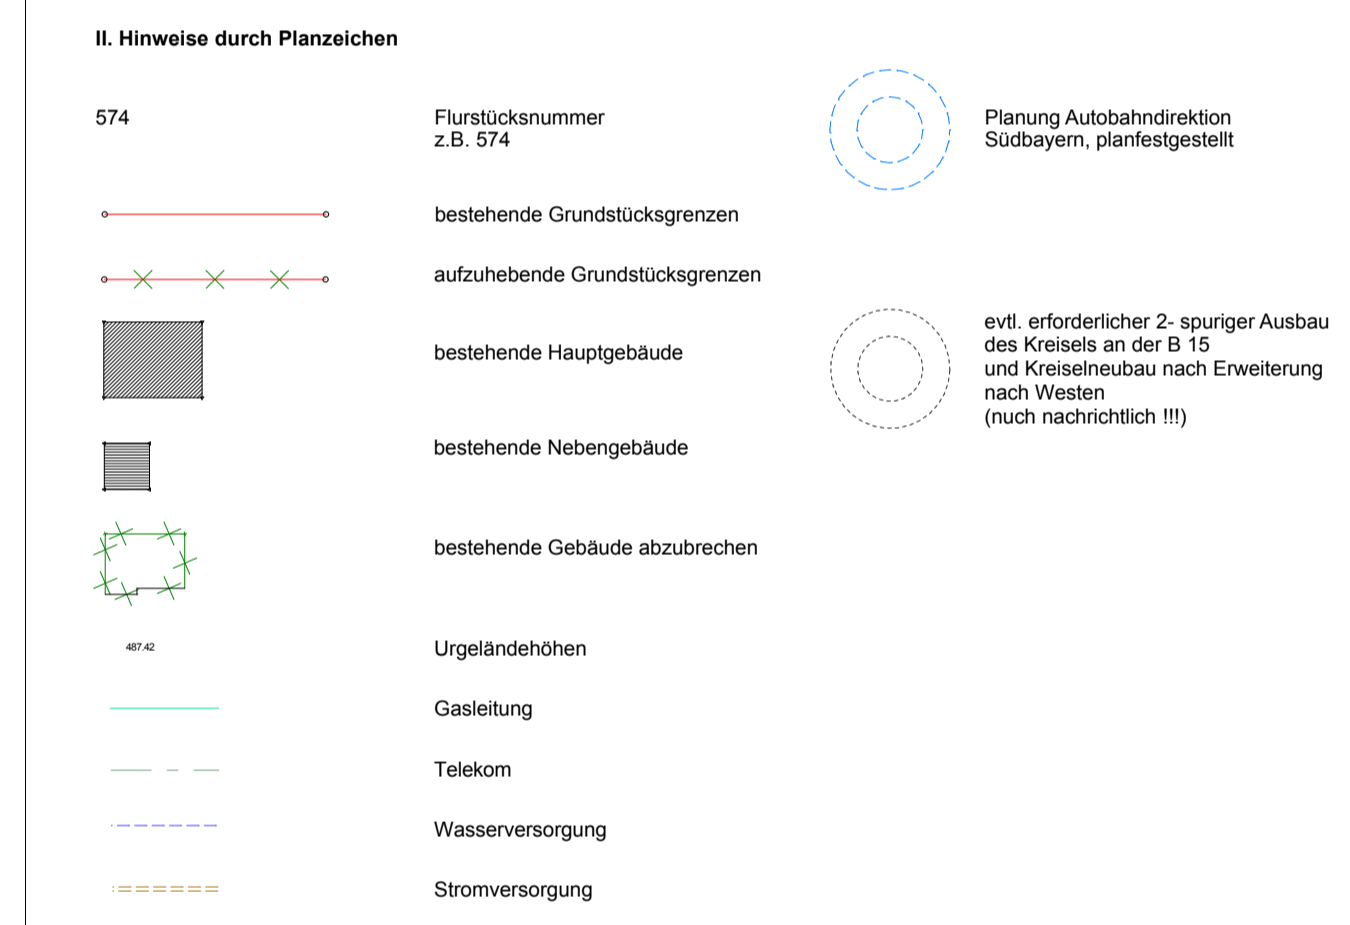 II. Hinweise durch Planzeichen
574
Flurstücksnummer
z.B. 574
bestehende Grundstücksgrenzen
aufzuhebende Grundstücksgrenzen
bestehende Hauptgebäude
bestehende Nebengebäude
bestehende Gebäude abzubrechen
487.42
Urgeländehöhen
Gasleitung
Telekom
Wasserversorgung
Stromversorgung
Planung Autobahndirektion
Südbayern, planfestgestellt
evtl. erforderlicher 2- spuriger Ausbau
des Kreisels an der B 15
und Kreiselneubau nach Erweiterung
nach Westen
(nuch nachrichtlich !!!)